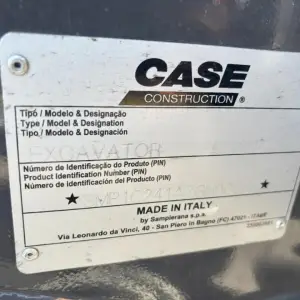 CASE
CONSTRUCTION ®
Tipo / Modelo & Designação
Type / Model & Designation
Tipo / Modelo & Designación
EXCAVATOR
Número de Identificação do Produto (PIN)
Product Identification Number (PIN)
Número de Identificación del Producto (PIN)
MADE IN ITALY
by Sampierana s.p.a.
Via Leonardo da Vinci, 40 - San Piero in Bagno (FC) 47021 - ITALY